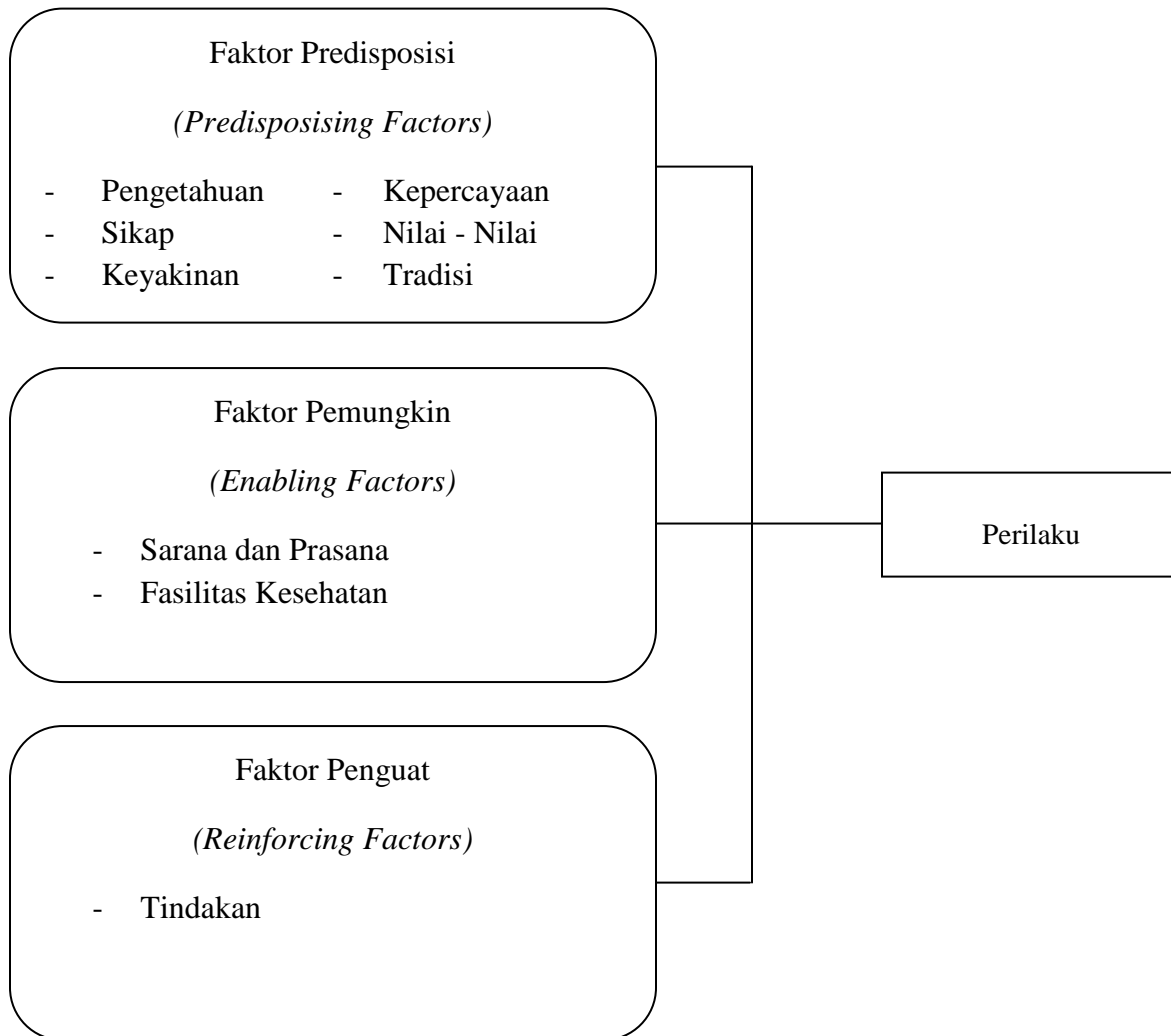 Faktor Predisposisi
(Predisposising Factors)
- Pengetahuan - Kepercayaan
- Sikap - Nilai - Nilai
- Keyakinan - Tradisi
Faktor Pemungkin
(Enabling Factors)
- Sarana dan Prasana
- Fasilitas Kesehatan
Perilaku
Faktor Penguat
(Reinforcing Factors)
- Tindakan